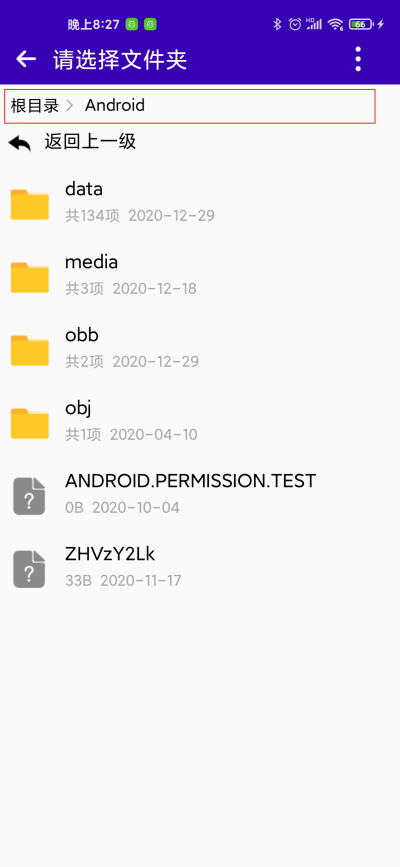 晚上8:27 HD 6 66
请选择文件夹
根目录 > Android
返回上一级
data
共134项 2020-12-29
media
共3项 2020-12-18
obb
共2项 2020-12-29
obj
共1项 2020-04-10
ANDROID.PERMISSION.TEST
? 0B 2020-10-04
ZHVzY2Lk
? 33B 2020-11-17